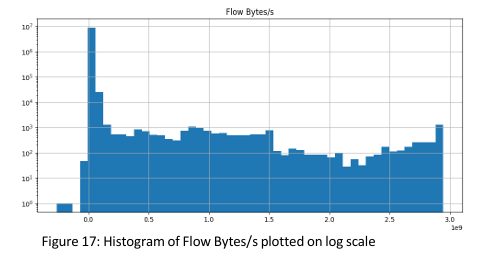 Flow Bytes/s
10⁷
10⁶
10⁵
10⁴
10³
10²
10¹
10⁰
0.0 0.5 1.0 1.5 2.0 2.5 3.0
1e9
Figure 17: Histogram of Flow Bytes/s plotted on log scale